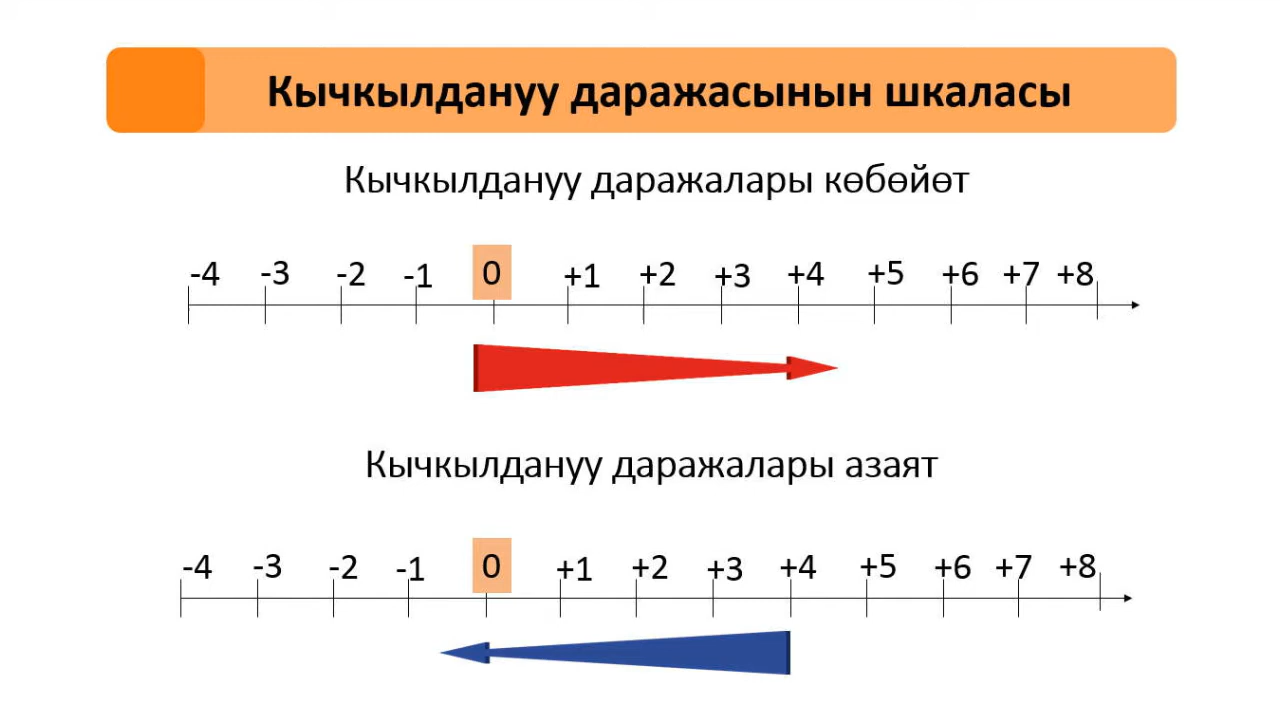 Кычкылдануу даражасынын шкаласы
Кычкылдануу даражалары көбөйөт
-4 -3 -2 -1 0 +1 +2 +3 +4 +5 +6 +7 +8
Кычкылдануу даражалары азаят
-4 -3 -2 -1 0 +1 +2 +3 +4 +5 +6 +7 +8